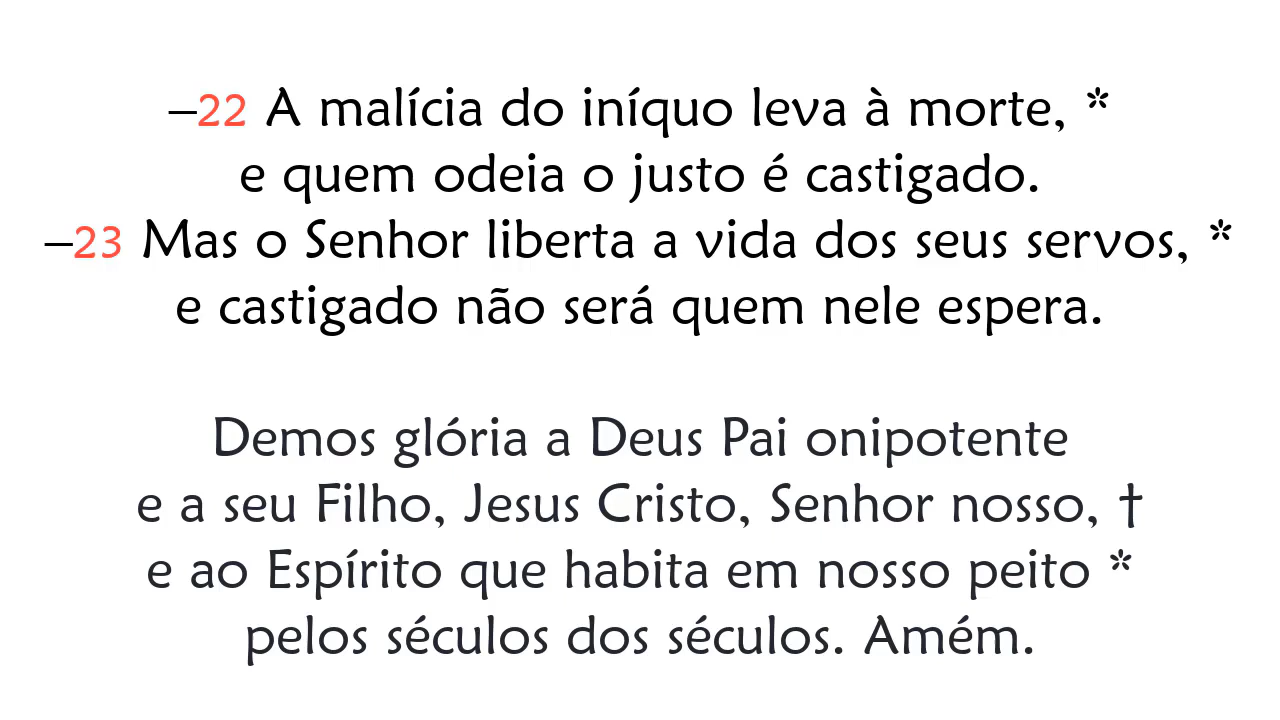 –22 A malícia do iníquo leva à morte, *
e quem odeia o justo é castigado.
–23 Mas o Senhor liberta a vida dos seus servos, *
e castigado não será quem nele espera.
Demos glória a Deus Pai onipotente
e a seu Filho, Jesus Cristo, Senhor nosso, †
e ao Espírito que habita em nosso peito *
pelos séculos dos séculos. Amém.